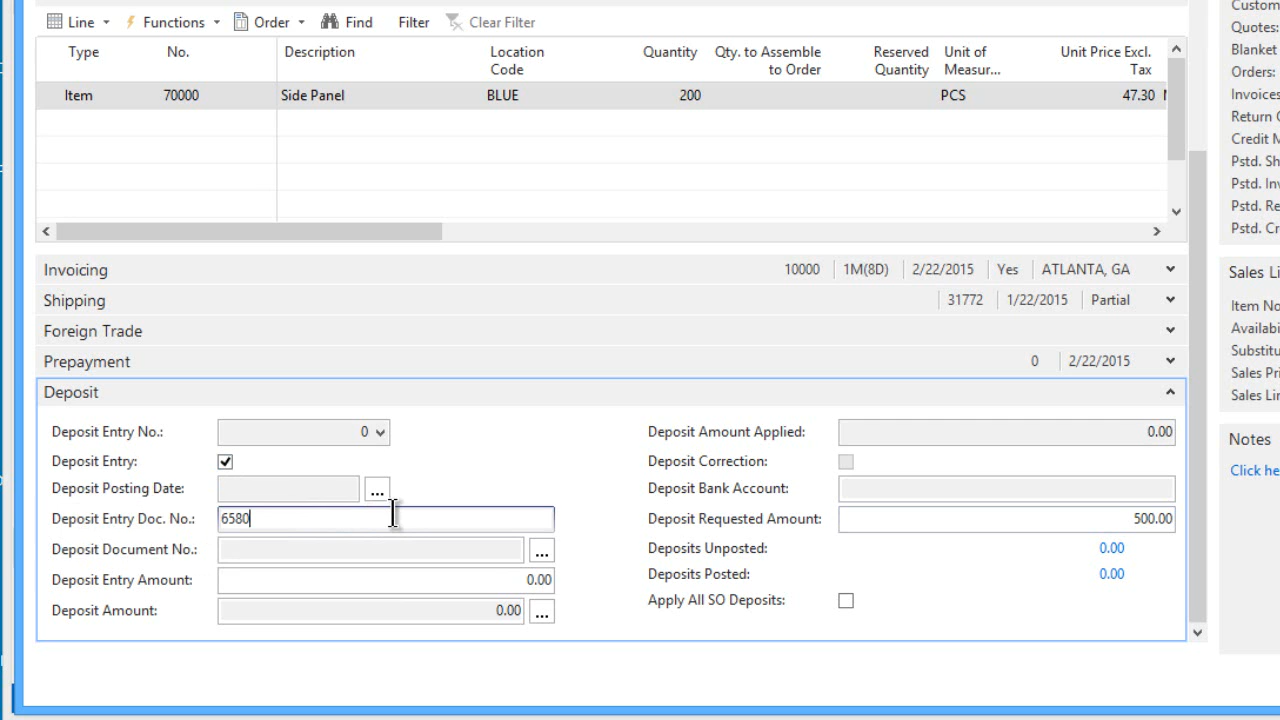 Line Functions Order Find Filter Clear Filter
Type No. Description Location Code Quantity Qty. to Assemble to Order Reserved Quantity Unit of Measur... Unit Price Excl. Tax
Item 70000 Side Panel BLUE 200 PCS 47.30
Invoicing 10000 1M(8D) 2/22/2015 Yes ATLANTA, GA
Shipping 31772 1/22/2015 Partial
Foreign Trade
Prepayment 0 2/22/2015
Deposit
Deposit Entry No.: 0
Deposit Entry:
Deposit Posting Date: ...
Deposit Entry Doc. No.: 6580
Deposit Document No.: ...
Deposit Entry Amount: 0.00
Deposit Amount: 0.00 ...
Deposit Amount Applied: 0.00
Deposit Correction:
Deposit Bank Account:
Deposit Requested Amount: 500.00
Deposits Unposted: 0.00
Deposits Posted: 0.00
Apply All SO Deposits:
Custom
Quotes:
Blanket
Orders:
Invoices
Return
Credit
Pstd. Sh
Pstd. Inv
Pstd. Re
Pstd. Cr
Sales Li
Item No
Availabi
Substitu
Sales Pri
Sales Lin
Notes
Click he